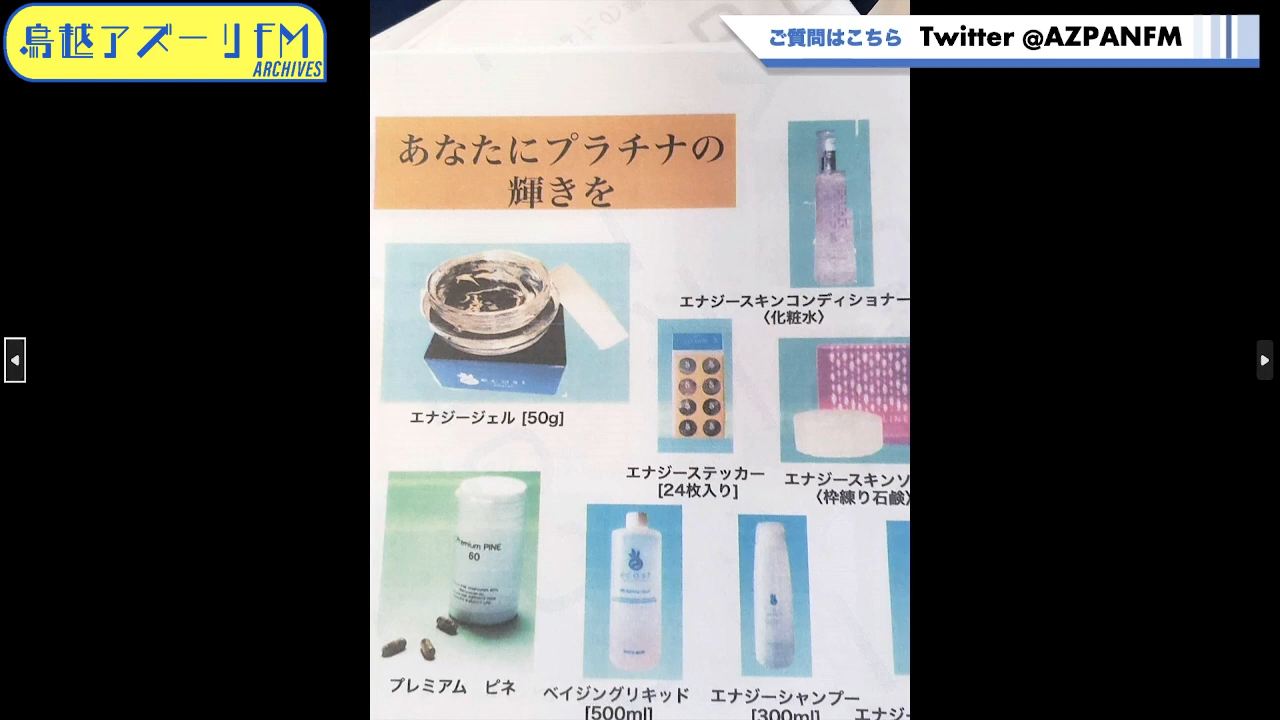 鳥越アズーリFM
ARCHIVES
ご質問はこちら Twitter @AZPANFM
あなたにプラチナの
輝きを
エナジースキンコンディショナー
〈化粧水〉
エナジージェル [50g]
エナジーステッカー
[24枚入り]
エナジースキンソ
〈枠練り石鹸〉
Premium PINE
60
プレミアム ピネ
ベイジングリキッド
[500ml]
エナジーシャンプー
[300ml]
エナジー